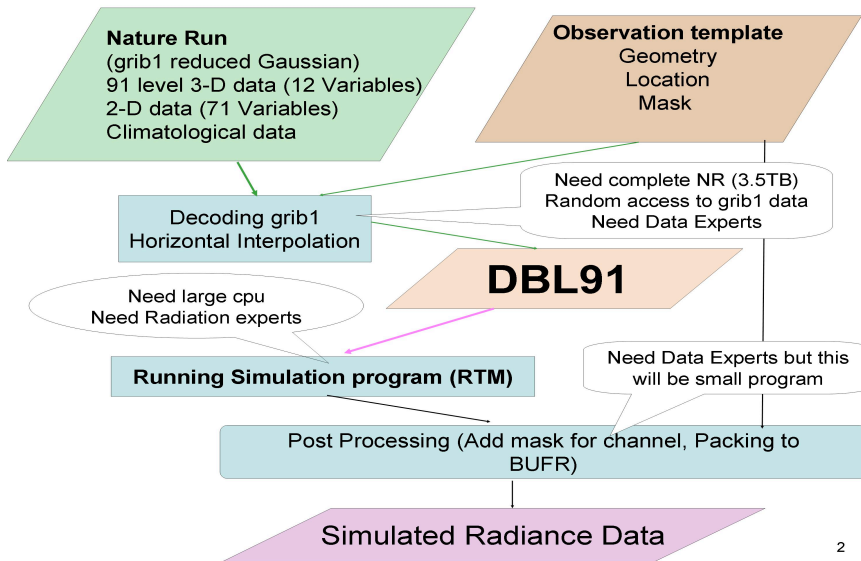 Nature Run
(grib1 reduced Gaussian)
91 level 3-D data (12 Variables)
2-D data (71 Variables)
Climatological data
Observation template
Geometry
Location
Mask
Need complete NR (3.5TB)
Random access to grib1 data
Need Data Experts
Decoding grib1
Horizontal Interpolation
DBL91
Need large cpu
Need Radiation experts
Running Simulation program (RTM)
Need Data Experts but this
will be small program
Post Processing (Add mask for channel, Packing to
BUFR)
Simulated Radiance Data
2